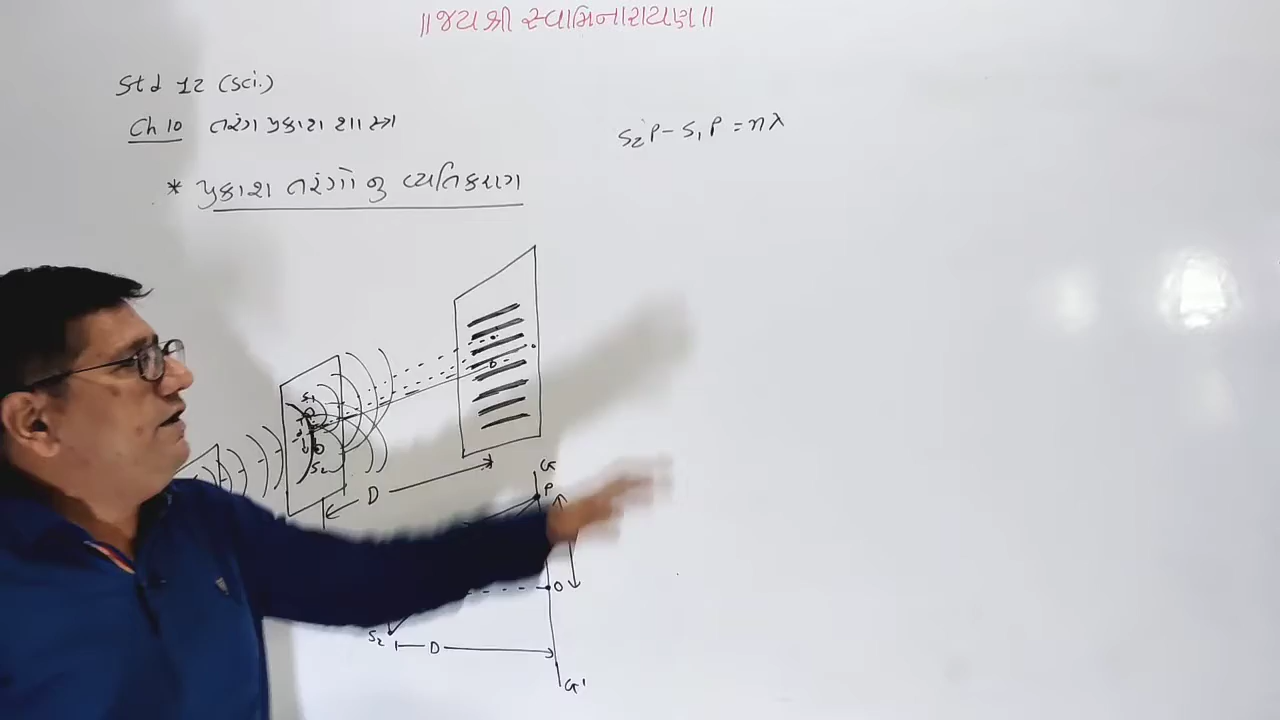 ॥જય શ્રી સ્વામિનારાયણ॥
Std 12 (Sci.)
Ch 10 તરંગ પ્રકાશ શાસ્ત્ર
* પ્રકાશ તરંગોનું વ્યતિકરણ
S₂P - S₁P = nλ
S₁
S₂
D
G
P
O
S₂
D
G'